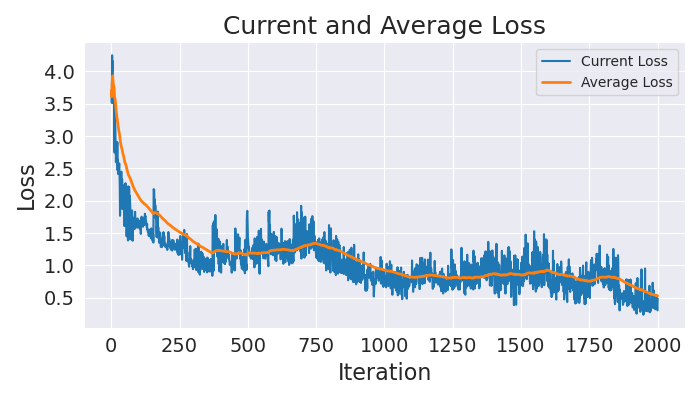 Current and Average Loss
Current Loss
Average Loss
Loss
4.0
3.5
3.0
2.5
2.0
1.5
1.0
0.5
0 250 500 750 1000 1250 1500 1750 2000
Iteration